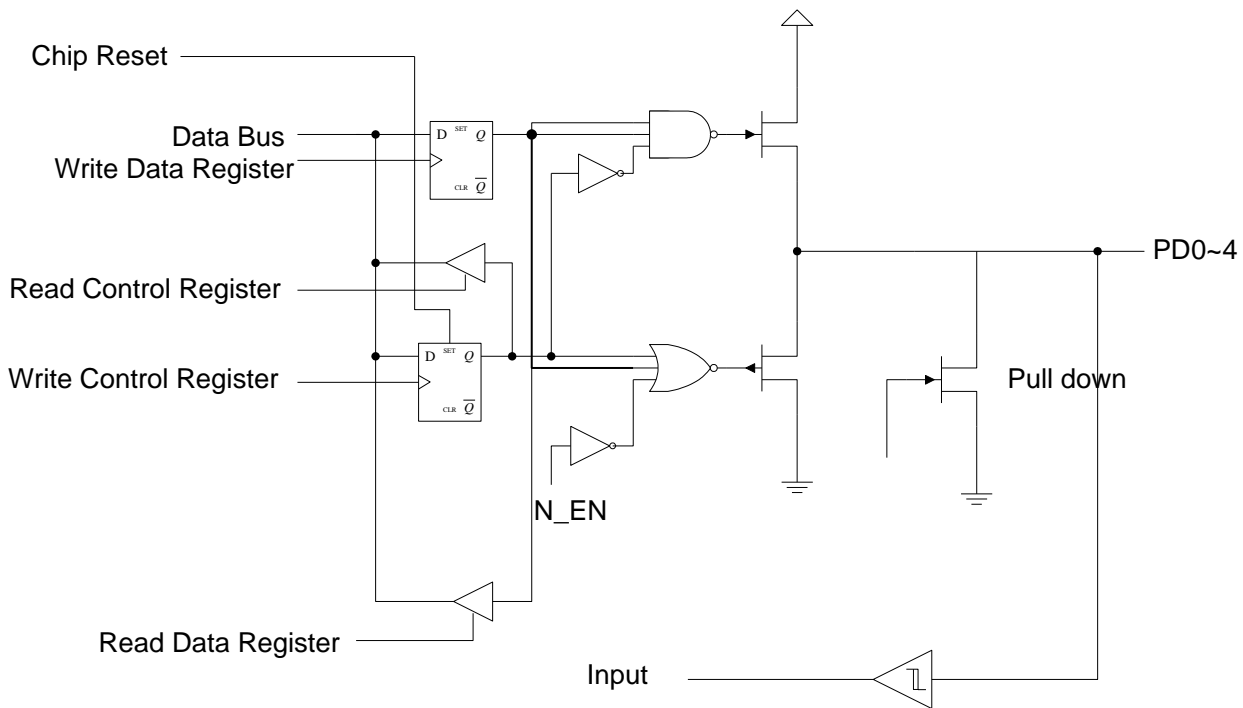 Chip Reset
Data Bus
D SET Q
Write Data Register
CLR Q̅
PD0~4
Read Control Register
D SET Q
Write Control Register
Pull down
CLR Q̅
N_EN
Read Data Register
Input